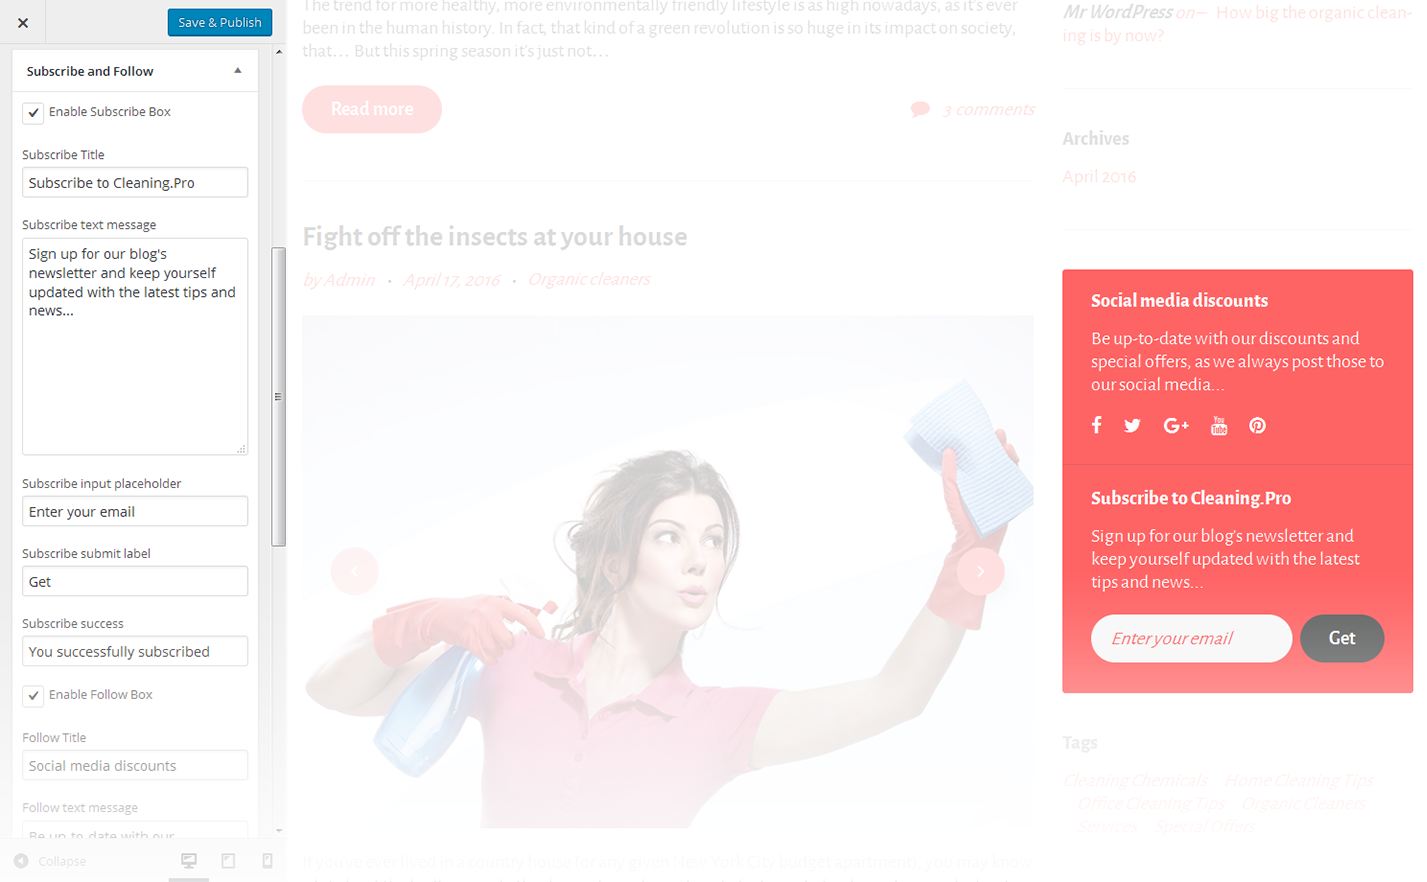 Save & Publish
Subscribe and Follow
Enable Subscribe Box
Subscribe Title
Subscribe to Cleaning.Pro
Subscribe text message
Sign up for our blog's
newsletter and keep yourself
updated with the latest tips and
news...
Subscribe input placeholder
Enter your email
Subscribe submit label
Get
Subscribe success
You successfully subscribed
Enable Follow Box
Follow Title
Social media discounts
Follow text message
Be up-to-date with our
Collapse
The trend for more healthy, more environmentally friendly lifestyle is as high nowadays, as it's ever
been in the human history. In fact, that kind of a green revolution is so huge in its impact on society,
that… But this spring season it's just not…
Read more
3 comments
Fight off the insects at your house
by Admin • April 17, 2016 • Organic cleaners
If you've ever lived in a country house (or any given New York City budget apartment), you may know
Mr WordPress on – How big the organic clean-
ing is by now?
Archives
April 2016
Social media discounts
Be up-to-date with our discounts and
special offers, as we always post those to
our social media...
You
Tube
Subscribe to Cleaning.Pro
Sign up for our blog's newsletter and
keep yourself updated with the latest
tips and news...
Enter your email
Get
Tags
Cleaning Chemicals Home Cleaning Tips
Office Cleaning Tips Organic Cleaners
Services Special Offers